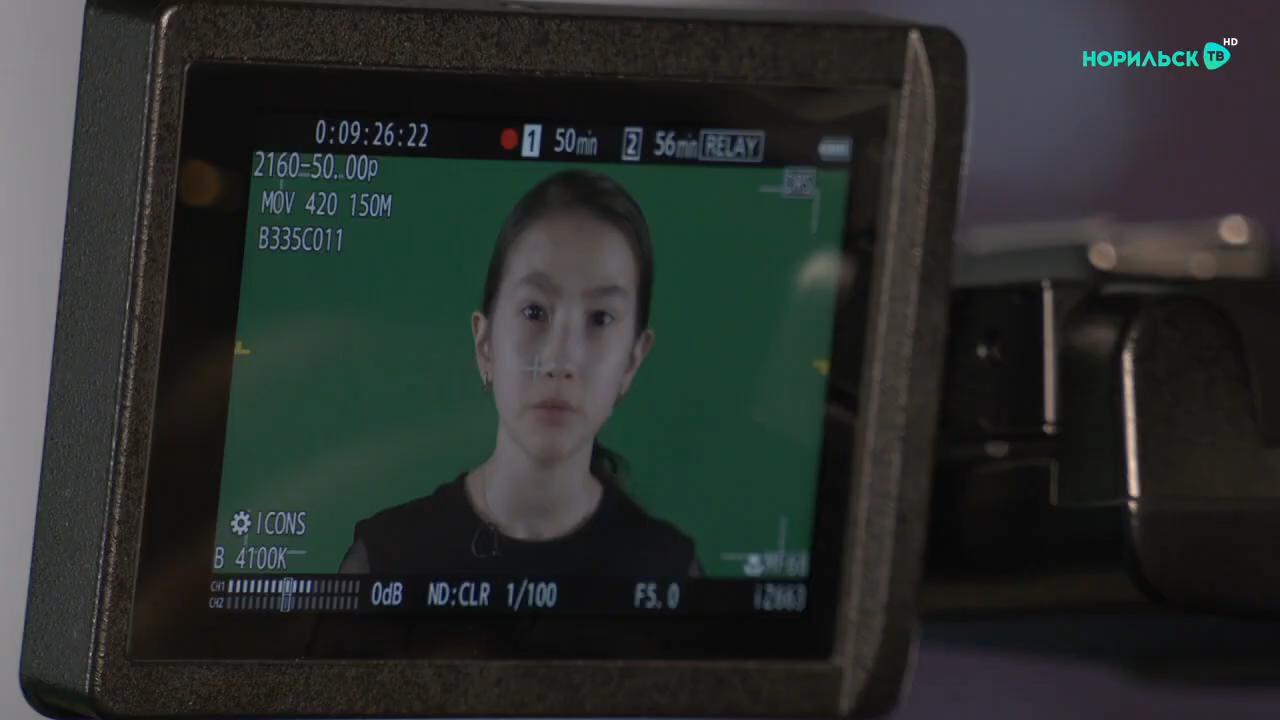 НОРИЛЬСК ТВ HD
0:09:26:22 1 50min 2 56min RELAY
2160-50.00p
MOV 420 150M
B335C011
ICONS
B 4100K
CH1
CH2
0dB ND:CLR 1/100 F5.0